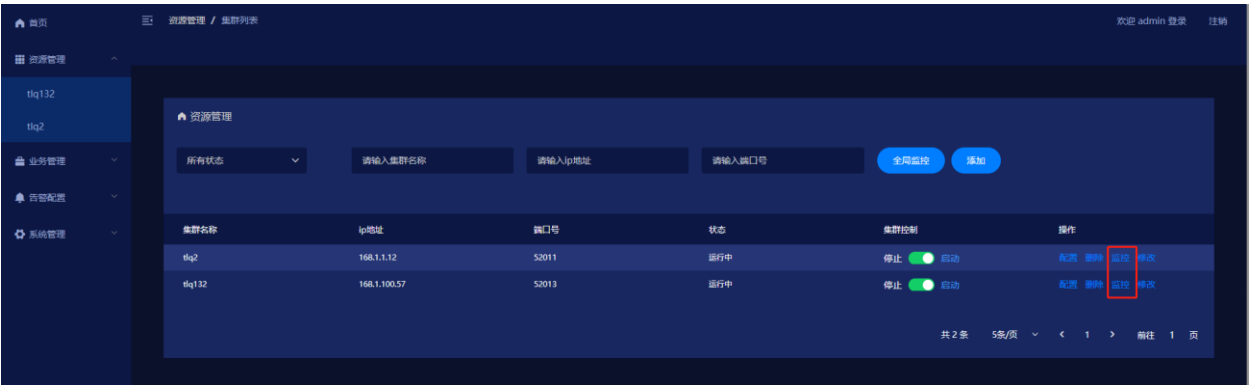 首页
资源管理 / 集群列表
欢迎 admin 登录 注销
资源管理
tlq132
tlq2
业务管理
告警配置
系统管理
资源管理
所有状态 请输入集群名称 请输入ip地址 请输入端口号 全局监控 添加
集群名称 ip地址 端口号 状态 集群控制 操作
tlq2 168.1.1.12 52011 运行中 停止 启动 配置 删除 监控 修改
tlq132 168.1.100.57 52013 运行中 停止 启动 配置 删除 监控 修改
共 2 条 5条/页 < 1 > 前往 1 页